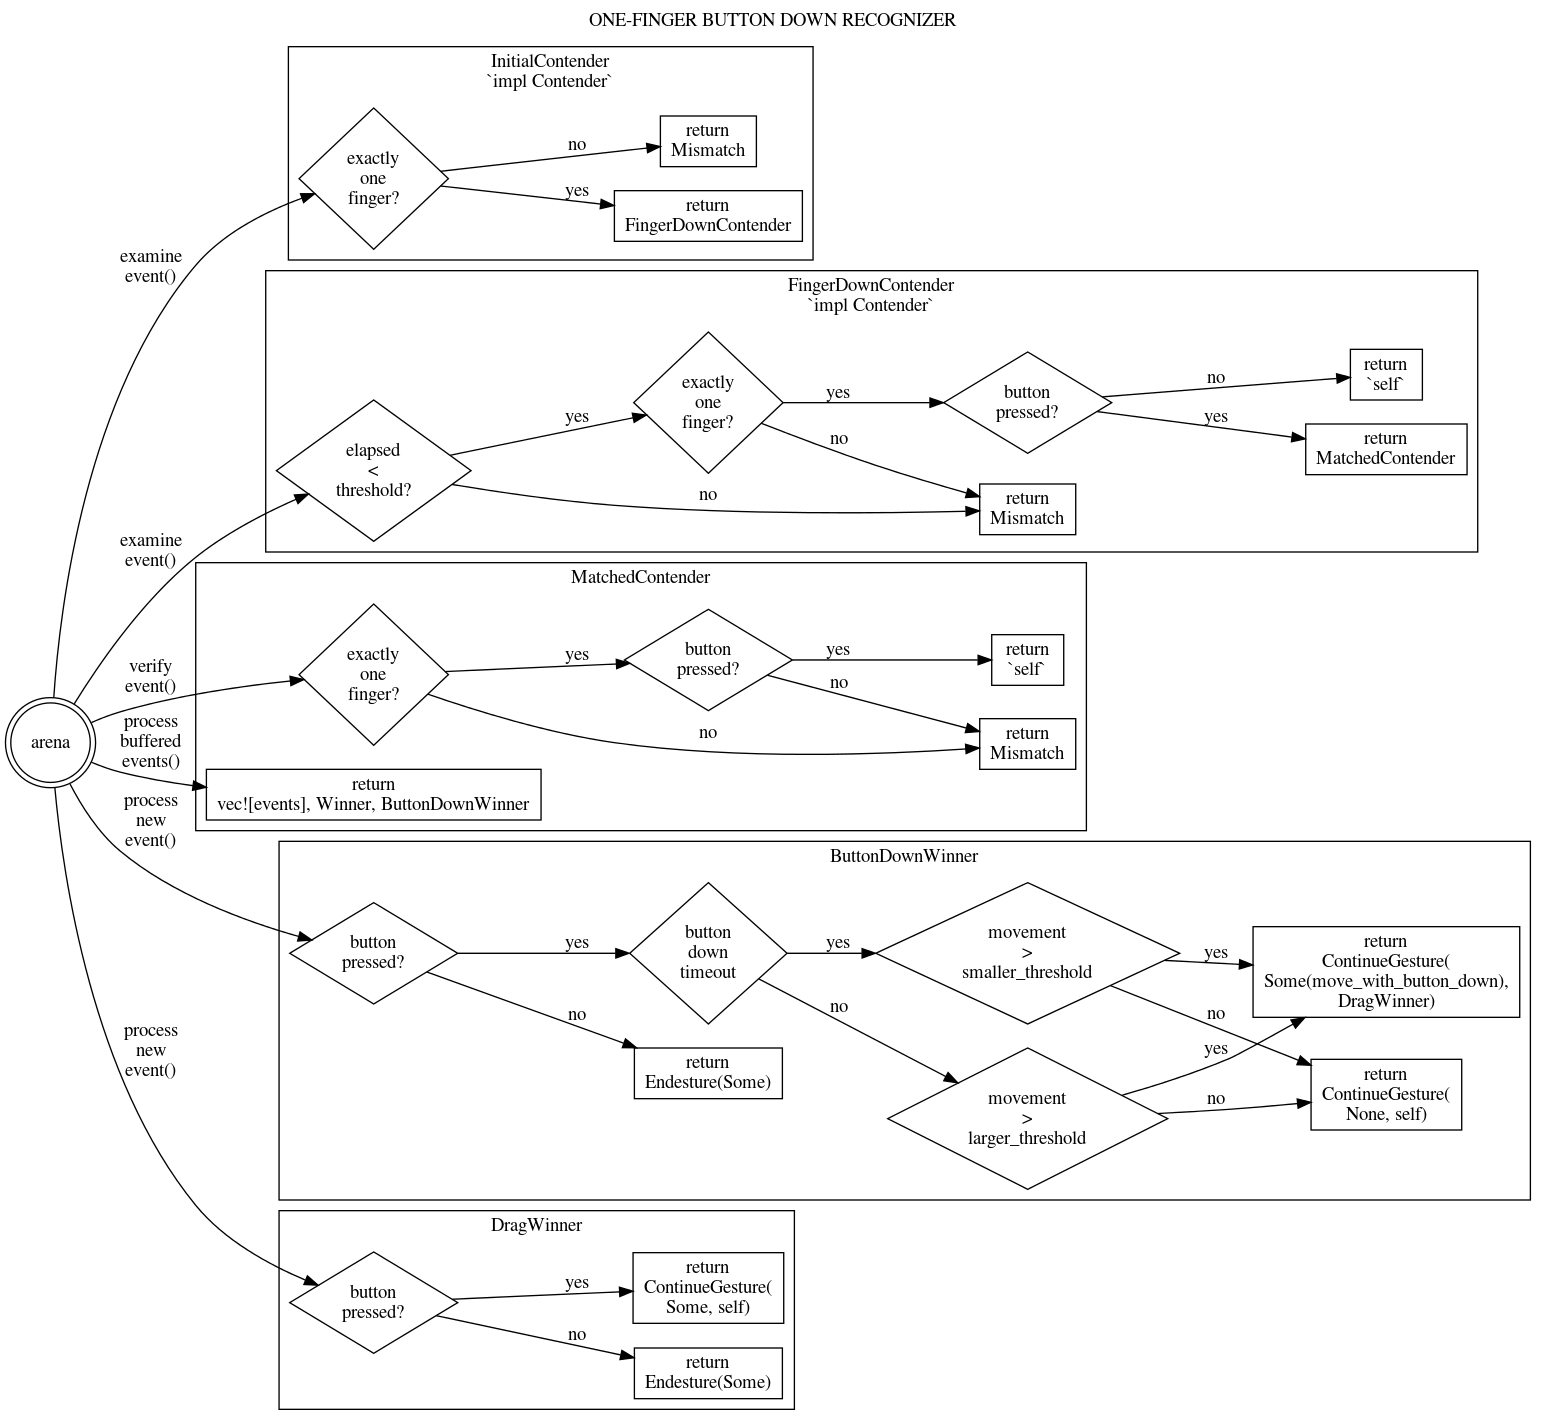 ONE-FINGER BUTTON DOWN RECOGNIZER
InitialContender
`impl Contender`
exactly
one
finger?
no
return
Mismatch
yes
return
FingerDownContender
examine
event()
FingerDownContender
`impl Contender`
elapsed
<
threshold?
yes
exactly
one
finger?
yes
button
pressed?
no
return
`self`
yes
return
MatchedContender
no
no
return
Mismatch
examine
event()
MatchedContender
verify
event()
exactly
one
finger?
yes
button
pressed?
yes
return
`self`
no
no
return
Mismatch
arena
process
buffered
events()
return
vec![events], Winner, ButtonDownWinner
process
new
event()
ButtonDownWinner
button
pressed?
yes
button
down
timeout
yes
movement
>
smaller_threshold
yes
return
ContinueGesture(
Some(move_with_button_down),
DragWinner)
no
return
Endesture(Some)
no
movement
>
larger_threshold
no
yes
no
return
ContinueGesture(
None, self)
process
new
event()
DragWinner
button
pressed?
yes
return
ContinueGesture(
Some, self)
no
return
Endesture(Some)